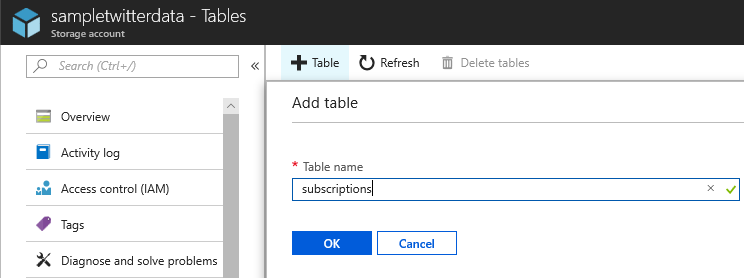 sampletwitterdata - Tables
Storage account
Search (Ctrl+/)
Overview
Activity log
Access control (IAM)
Tags
Diagnose and solve problems
Table
Refresh
Delete tables
Add table
* Table name
subscriptions
OK
Cancel